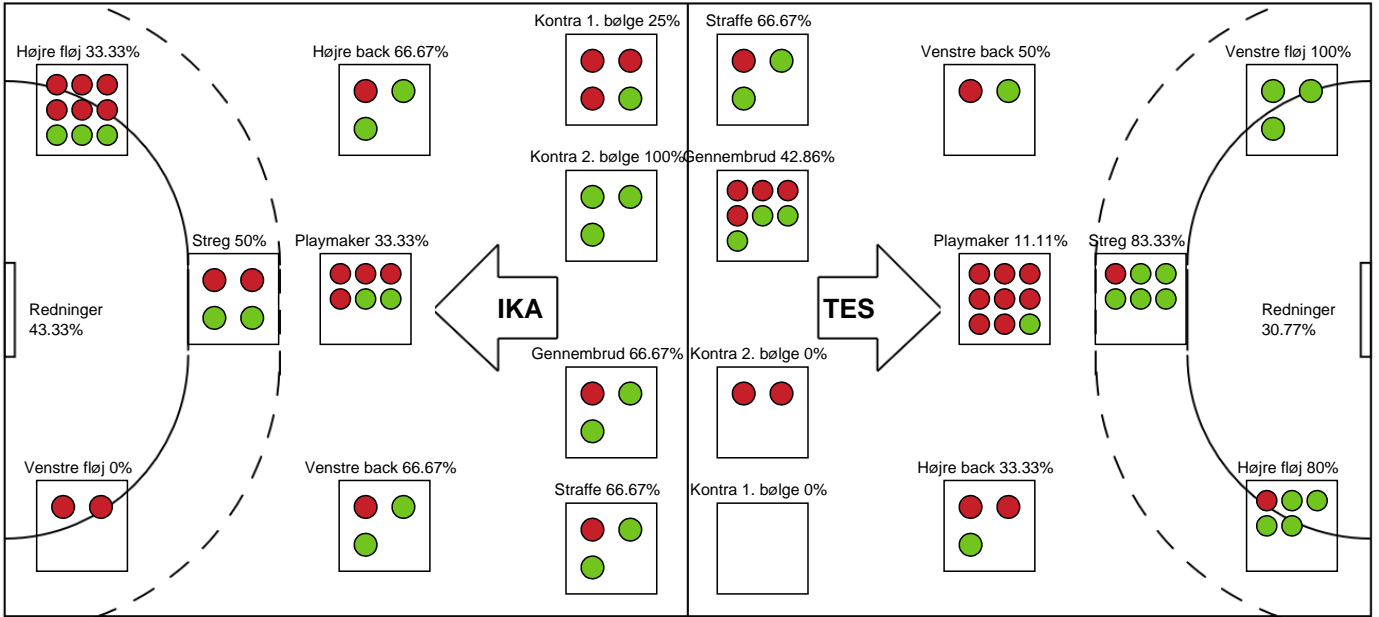 Kontra 1. bølge 25%
Straffe 66.67%
Højre fløj 33.33%
Højre back 66.67%
Venstre back 50%
Venstre fløj 100%
Kontra 2. bølge 100%
Gennembrud 42.86%
Streg 50%
Playmaker 33.33%
Playmaker 11.11%
Streg 83.33%
Redninger
43.33%
IKA
TES
Redninger
30.77%
Gennembrud 66.67%
Kontra 2. bølge 0%
Venstre fløj 0%
Venstre back 66.67%
Højre back 33.33%
Højre fløj 80%
Straffe 66.67%
Kontra 1. bølge 0%